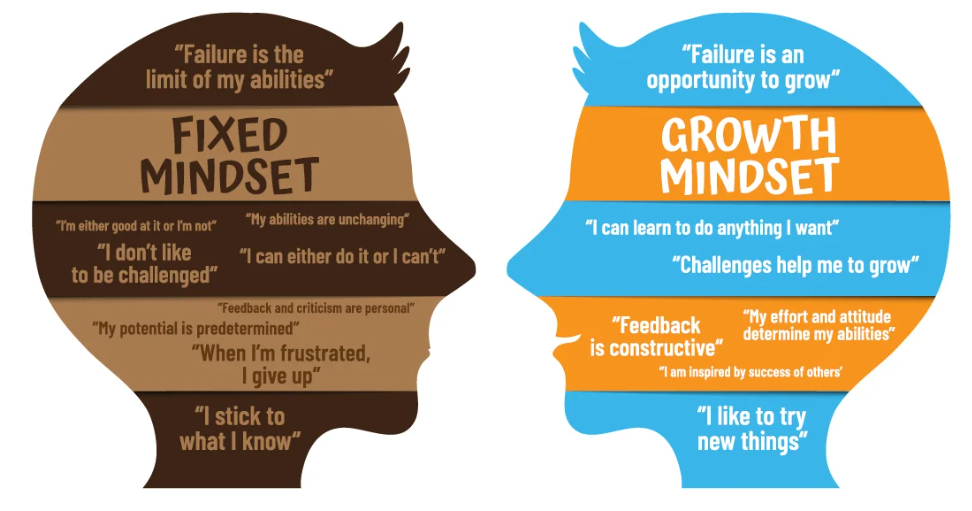 “Failure is the
limit of my abilities“
FIXED
MINDSET
“I'm either good at it or I'm not“
“My abilities are unchanging“
“I don't like
to be challenged“
“I can either do it or I can't“
“Feedback and criticism are personal“
“My potential is predetermined“
“When I'm frustrated,
I give up“
“I stick to
what I know“
“Failure is an
opportunity to grow“
GROWTH
MINDSET
“I can learn to do anything I want“
“Challenges help me to grow“
“Feedback
is constructive“
“My effort and attitude
determine my abilities“
“I am inspired by success of others’
“I like to try
new things“